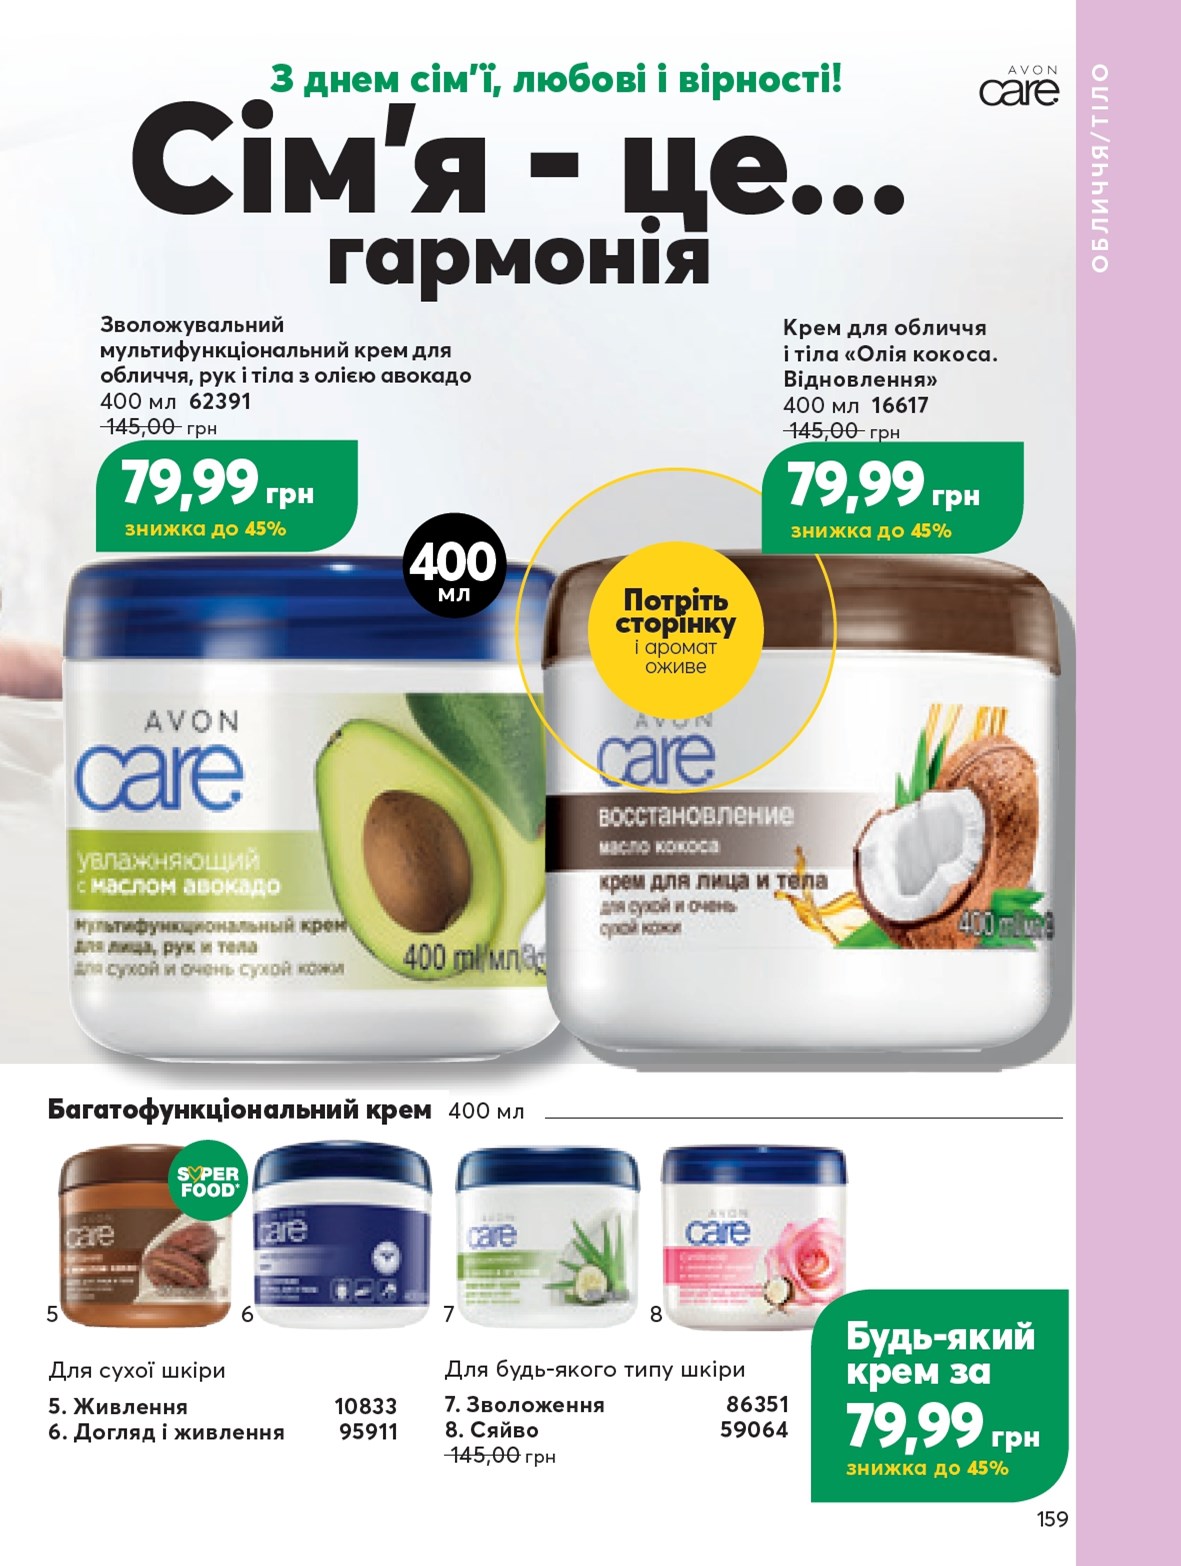 З днем сім'ї, любові і вірності!
AVON
care
Сім'я - це...
гармонія
ОБЛИЧЧЯ/ТІЛО
Зволожувальний
мультифункціональний крем для
обличчя, рук і тіла з олією авокадо
400 мл 62391
145,00 грн
79,99 грн
знижка до 45%
Крем для обличчя
і тіла «Олія кокоса.
Відновлення»
400 мл 16617
145,00 грн
79,99 грн
знижка до 45%
400
мл
Потріть
сторінку
і аромат
оживе
AVON
care
увлажняющий
с маслом авокадо
мультифункциональный крем
для лица, рук и тела
для сухой и очень сухой кожи
400 ml/мл/
AVON
care
восстановление
масло кокоса
крем для лица и тела
для сухой и очень
сухой кожи
400 ml/мл
Багатофункціональний крем 400 мл
SUPER
FOOD*
AVON
care
care
AVON
care
AVON
care
5
6
7
8
Для сухої шкіри
5. Живлення 10833
6. Догляд і живлення 95911
Для будь-якого типу шкіри
7. Зволоження 86351
8. Сяйво 59064
145,00 грн
Будь-який
крем за
79,99 грн
знижка до 45%
159